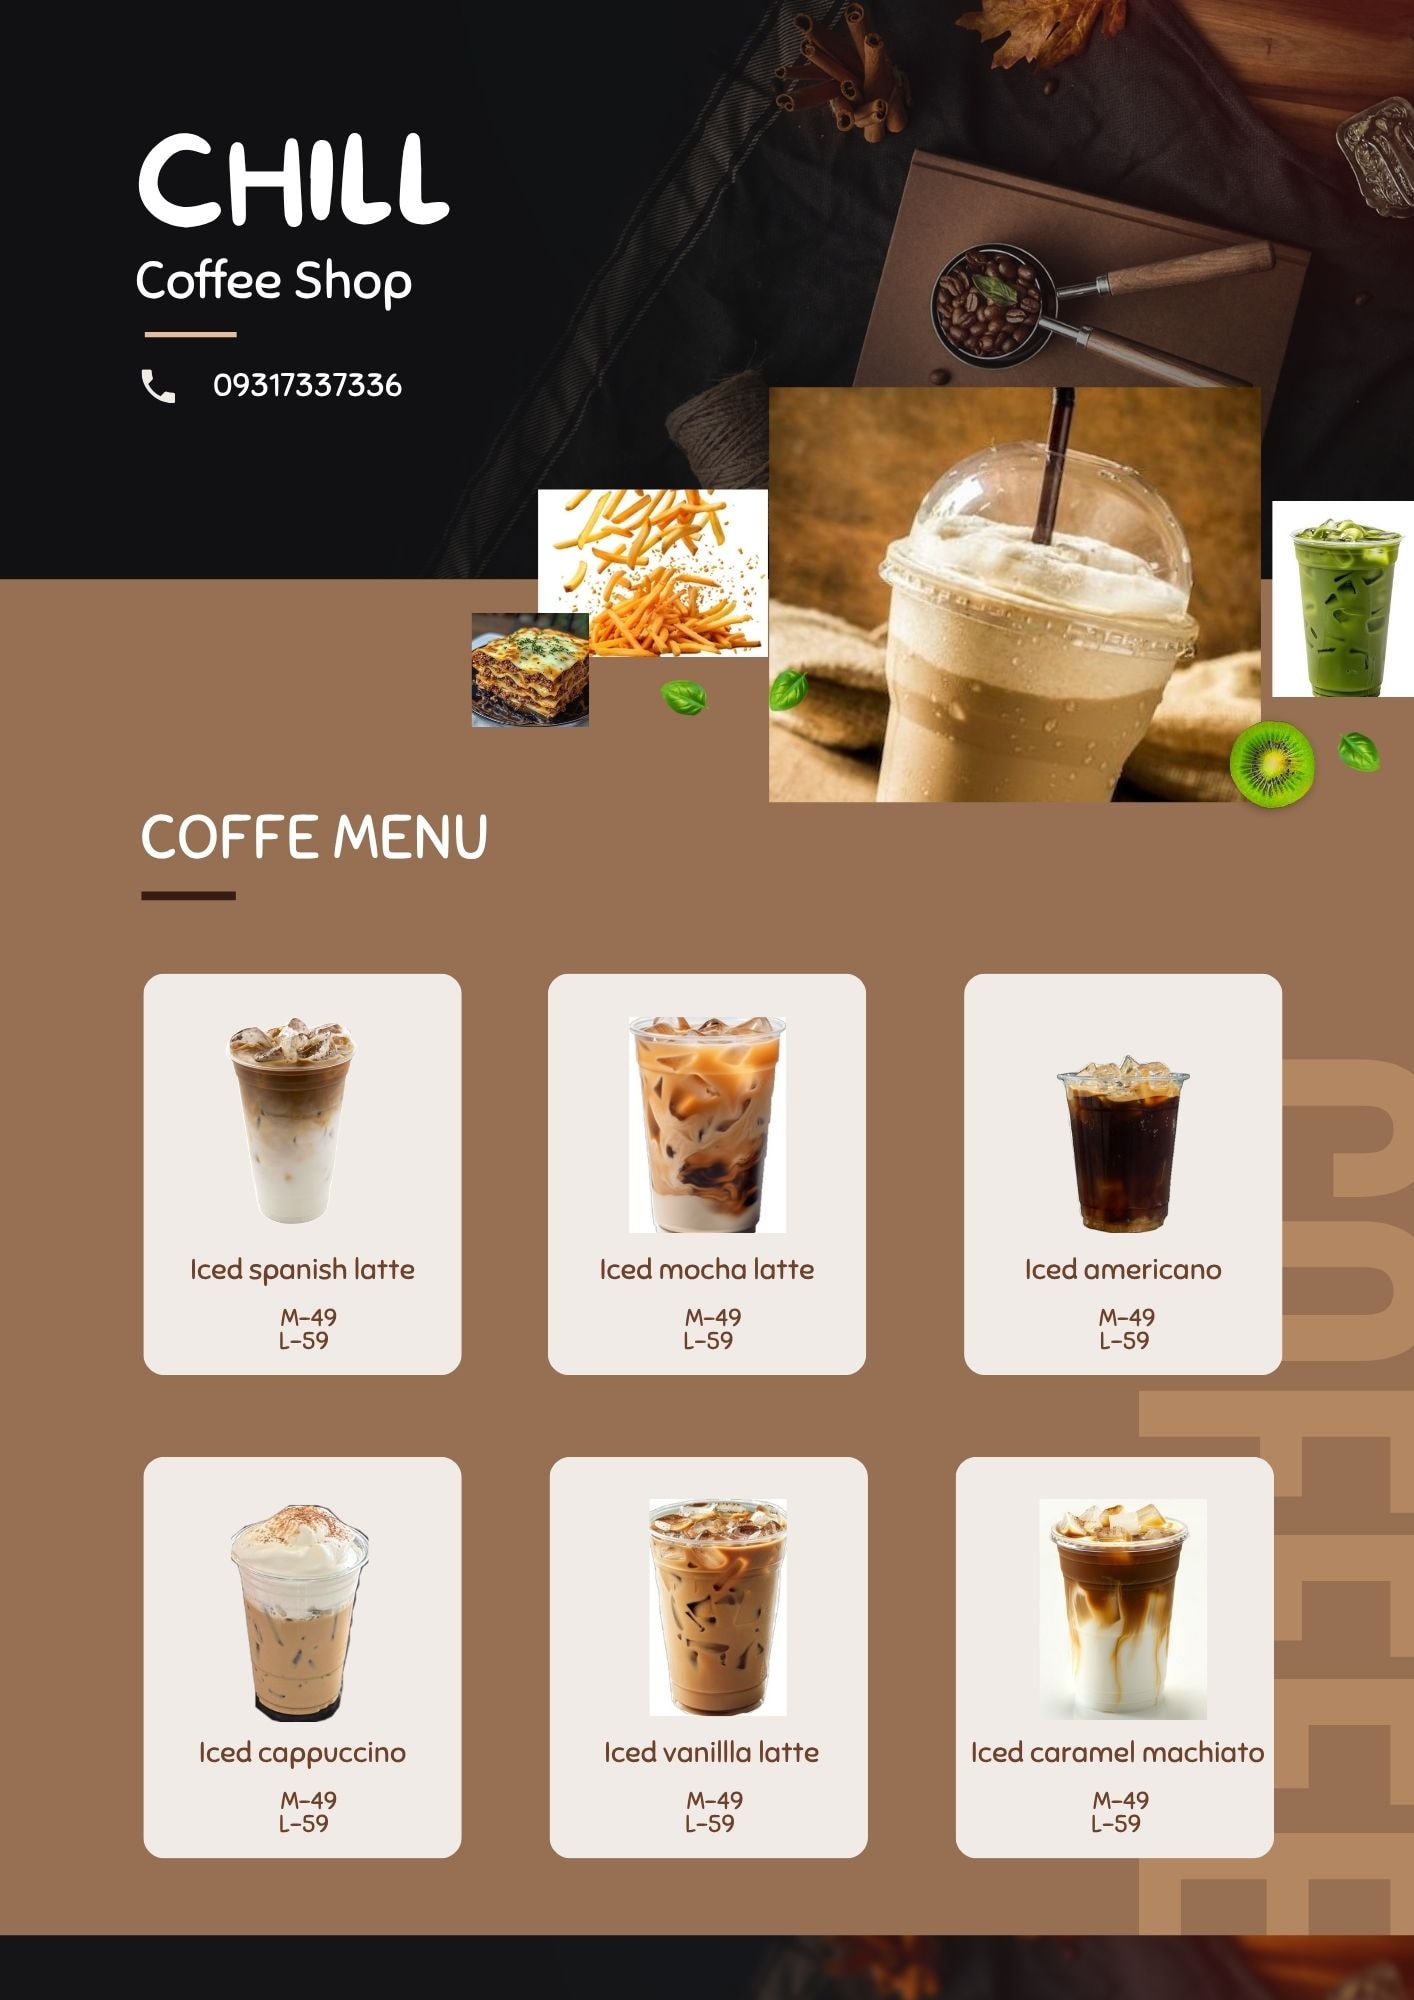 CHILL
Coffee Shop
09317337336
COFFE MENU
Iced spanish latte
M-49
L-59
Iced mocha latte
M-49
L-59
Iced americano
M-49
L-59
Iced cappuccino
M-49
L-59
Iced vanillla latte
M-49
L-59
Iced caramel machiato
M-49
L-59
COFFEE